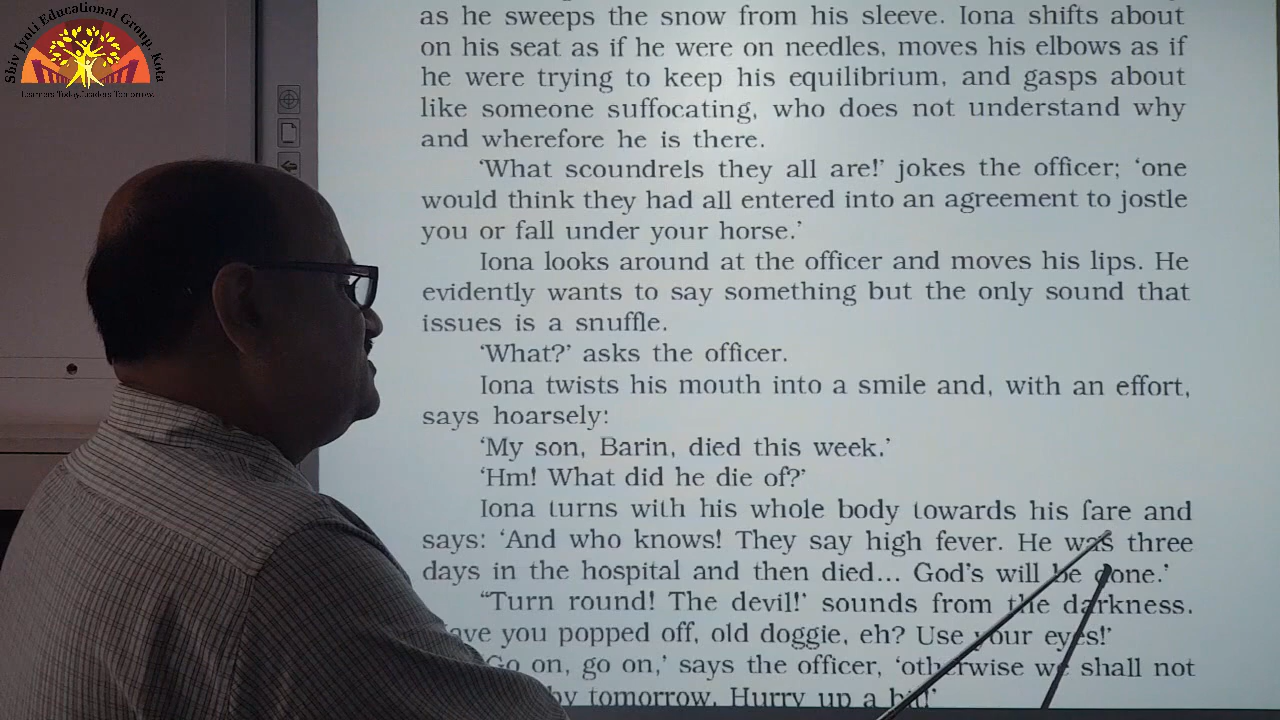 Shiv Jyoti Educational Group, Kota
Learners Today, Leaders Tomorrow.
as he sweeps the snow from his sleeve. Iona shifts about
on his seat as if he were on needles, moves his elbows as if
he were trying to keep his equilibrium, and gasps about
like someone suffocating, who does not understand why
and wherefore he is there.
‘What scoundrels they all are!’ jokes the officer; ‘one
would think they had all entered into an agreement to jostle
you or fall under your horse.’
Iona looks around at the officer and moves his lips. He
evidently wants to say something but the only sound that
issues is a snuffle.
‘What?’ asks the officer.
Iona twists his mouth into a smile and, with an effort,
says hoarsely:
‘My son, Barin, died this week.’
‘Hm! What did he die of?’
Iona turns with his whole body towards his fare and
says: ‘And who knows! They say high fever. He was three
days in the hospital and then died... God’s will be done.’
“Turn round! The devil!’ sounds from the darkness.
ave you popped off, old doggie, eh? Use your eyes!’
Go on, go on,’ says the officer, ‘otherwise we shall not
by tomorrow. Hurry up a bit!’